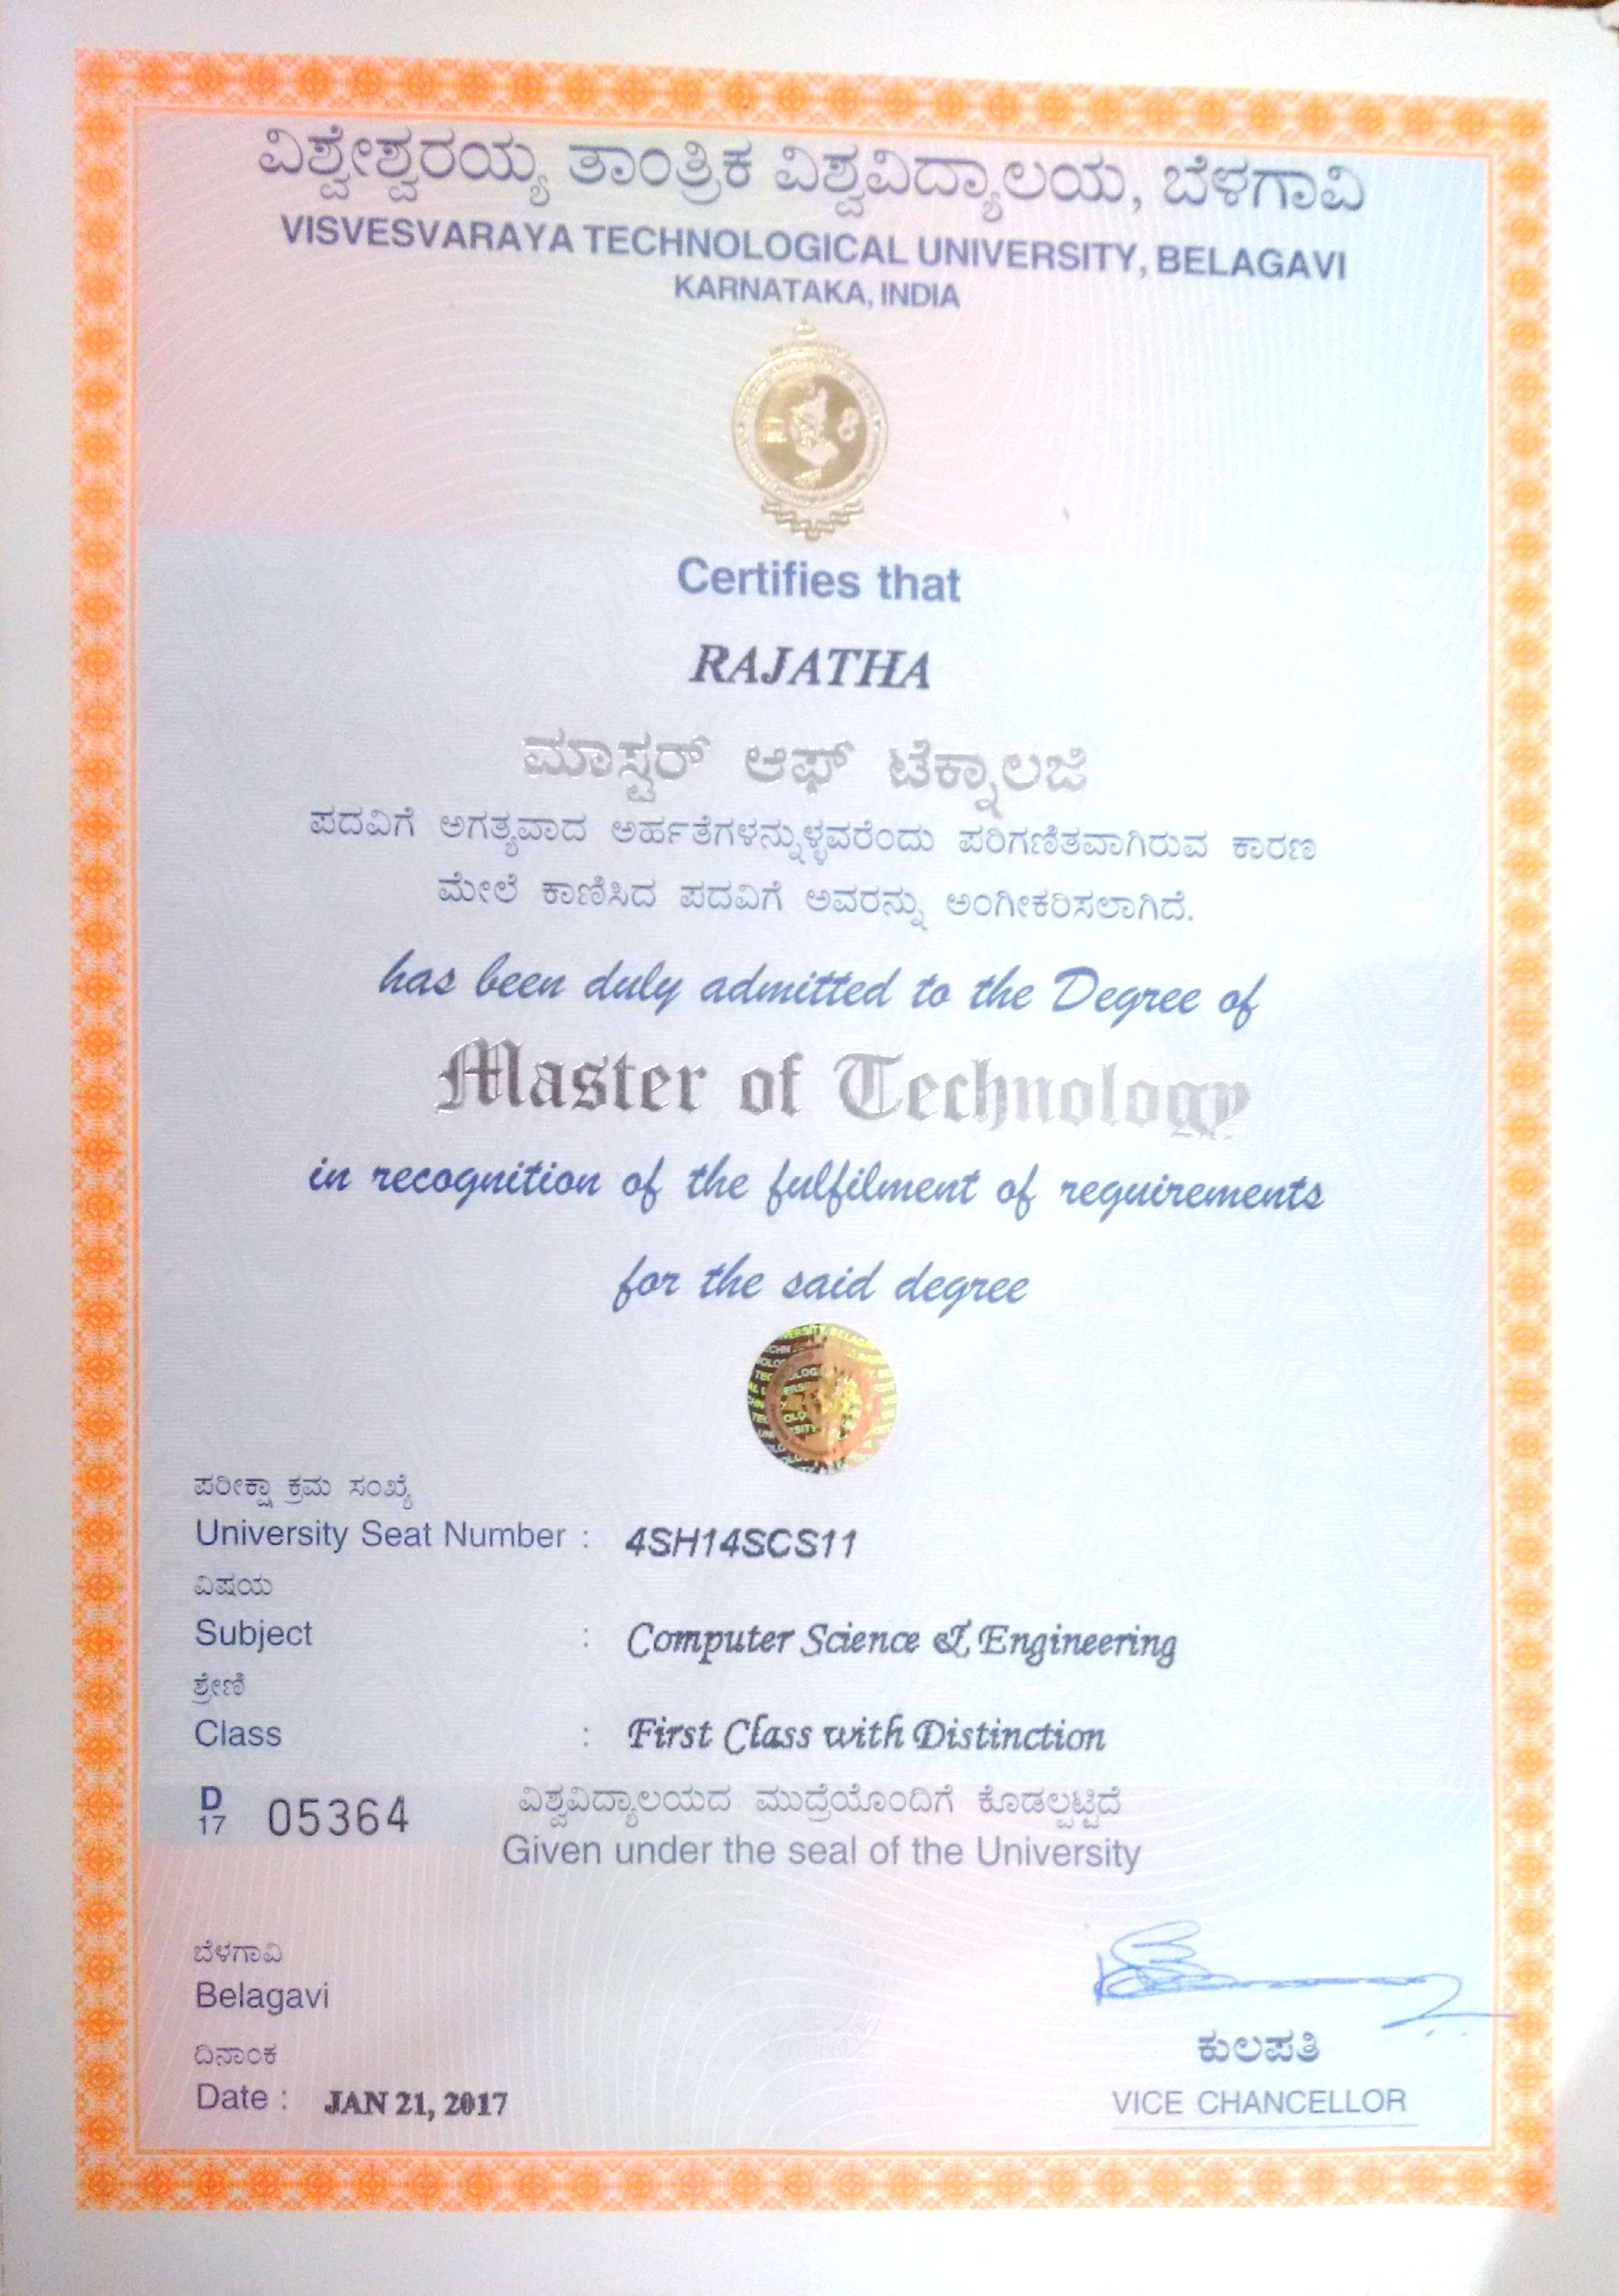 ವಿಶ್ವೇಶ್ವರಯ್ಯ ತಾಂತ್ರಿಕ ವಿಶ್ವವಿದ್ಯಾಲಯ, ಬೆಳಗಾವಿ
VISVESVARAYA TECHNOLOGICAL UNIVERSITY, BELAGAVI
KARNATAKA, INDIA
Certifies that
RAJATHA
ಮಾಸ್ಟರ್ ಆಫ್ ಟೆಕ್ನಾಲಜಿ
ಪದವಿಗೆ ಅಗತ್ಯವಾದ ಅರ್ಹತೆಗಳನ್ನುಳ್ಳವರೆಂದು ಪರಿಗಣಿತವಾಗಿರುವ ಕಾರಣ
ಮೇಲೆ ಕಾಣಿಸಿದ ಪದವಿಗೆ ಅವರನ್ನು ಅಂಗೀಕರಿಸಲಾಗಿದೆ.
has been duly admitted to the Degree of
Master of Technology
in recognition of the fulfilment of requirements
for the said degree
ಪರೀಕ್ಷಾ ಕ್ರಮ ಸಂಖ್ಯೆ
University Seat Number : 4SH14SCS11
ವಿಷಯ
Subject : Computer Science & Engineering
ಶ್ರೇಣಿ
Class : First Class with Distinction
D 17 05364
ವಿಶ್ವವಿದ್ಯಾಲಯದ ಮುದ್ರೆಯೊಂದಿಗೆ ಕೊಡಲ್ಪಟ್ಟಿದೆ
Given under the seal of the University
ಬೆಳಗಾವಿ
Belagavi
ದಿನಾಂಕ
Date : JAN 21, 2017
ಕುಲಪತಿ
VICE CHANCELLOR